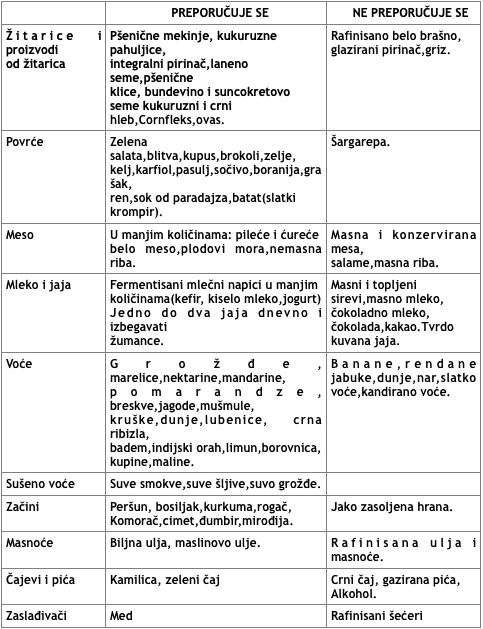 PREPORUČUJE SE
NE PREPORUČUJE SE
Žitarice i
proizvodi
od žitarica
Pšenične mekinje, kukuruzne
pahuljice,
integralni pirinač,laneno
seme,pšenične
klice, bundevino i suncokretovo
seme kukuruzni i crni
hleb,Cornfleks,ovas.
Rafinisano belo brašno,
glazirani pirinač,griz.
Povrće
Zelena
salata,blitva,kupus,brokoli,zelje,
kelj,karfiol,pasulj,sočivo,boranija,gra
šak,
ren,sok od paradajza,batat(slatki
krompir).
Šargarepa.
Meso
U manjim količinama: pileće i ćureće
belo meso,plodovi mora,nemasna
riba.
Masna i konzervirana
mesa,
salame,masna riba.
Mleko i jaja
Fermentisani mlečni napici u manjim
količinama(kefir, kiselo mleko,jogurt)
Jedno do dva jaja dnevno i
izbegavati
žumance.
Masni i topljeni
sirevi,masno mleko,
čokoladno mleko,
čokolada,kakao.Tvrdo
kuvana jaja.
Voće
Grožđe,
marelice,nektarine,mandarine,
pomarandze,
breskve,jagode,mušmule,
kruške,dunje,lubenice, crna
ribizla,
badem,indijski orah,limun,borovnica,
kupine,maline.
Banane,rendane
jabuke,dunje,nar,slatko
voće,kandirano voće.
Sušeno voće
Suve smokve,suve šljive,suvo grožđe.
Začini
Peršun, bosiljak,kurkuma,rogač,
Komorač,cimet,đumbir,mirođija.
Jako zasoljena hrana.
Masnoće
Biljna ulja, maslinovo ulje.
Rafinisana ulja i
masnoće.
Čajevi i pića
Kamilica, zeleni čaj
Crni čaj, gazirana pića,
Alkohol.
Zaslađivači
Med
Rafinisani šećeri